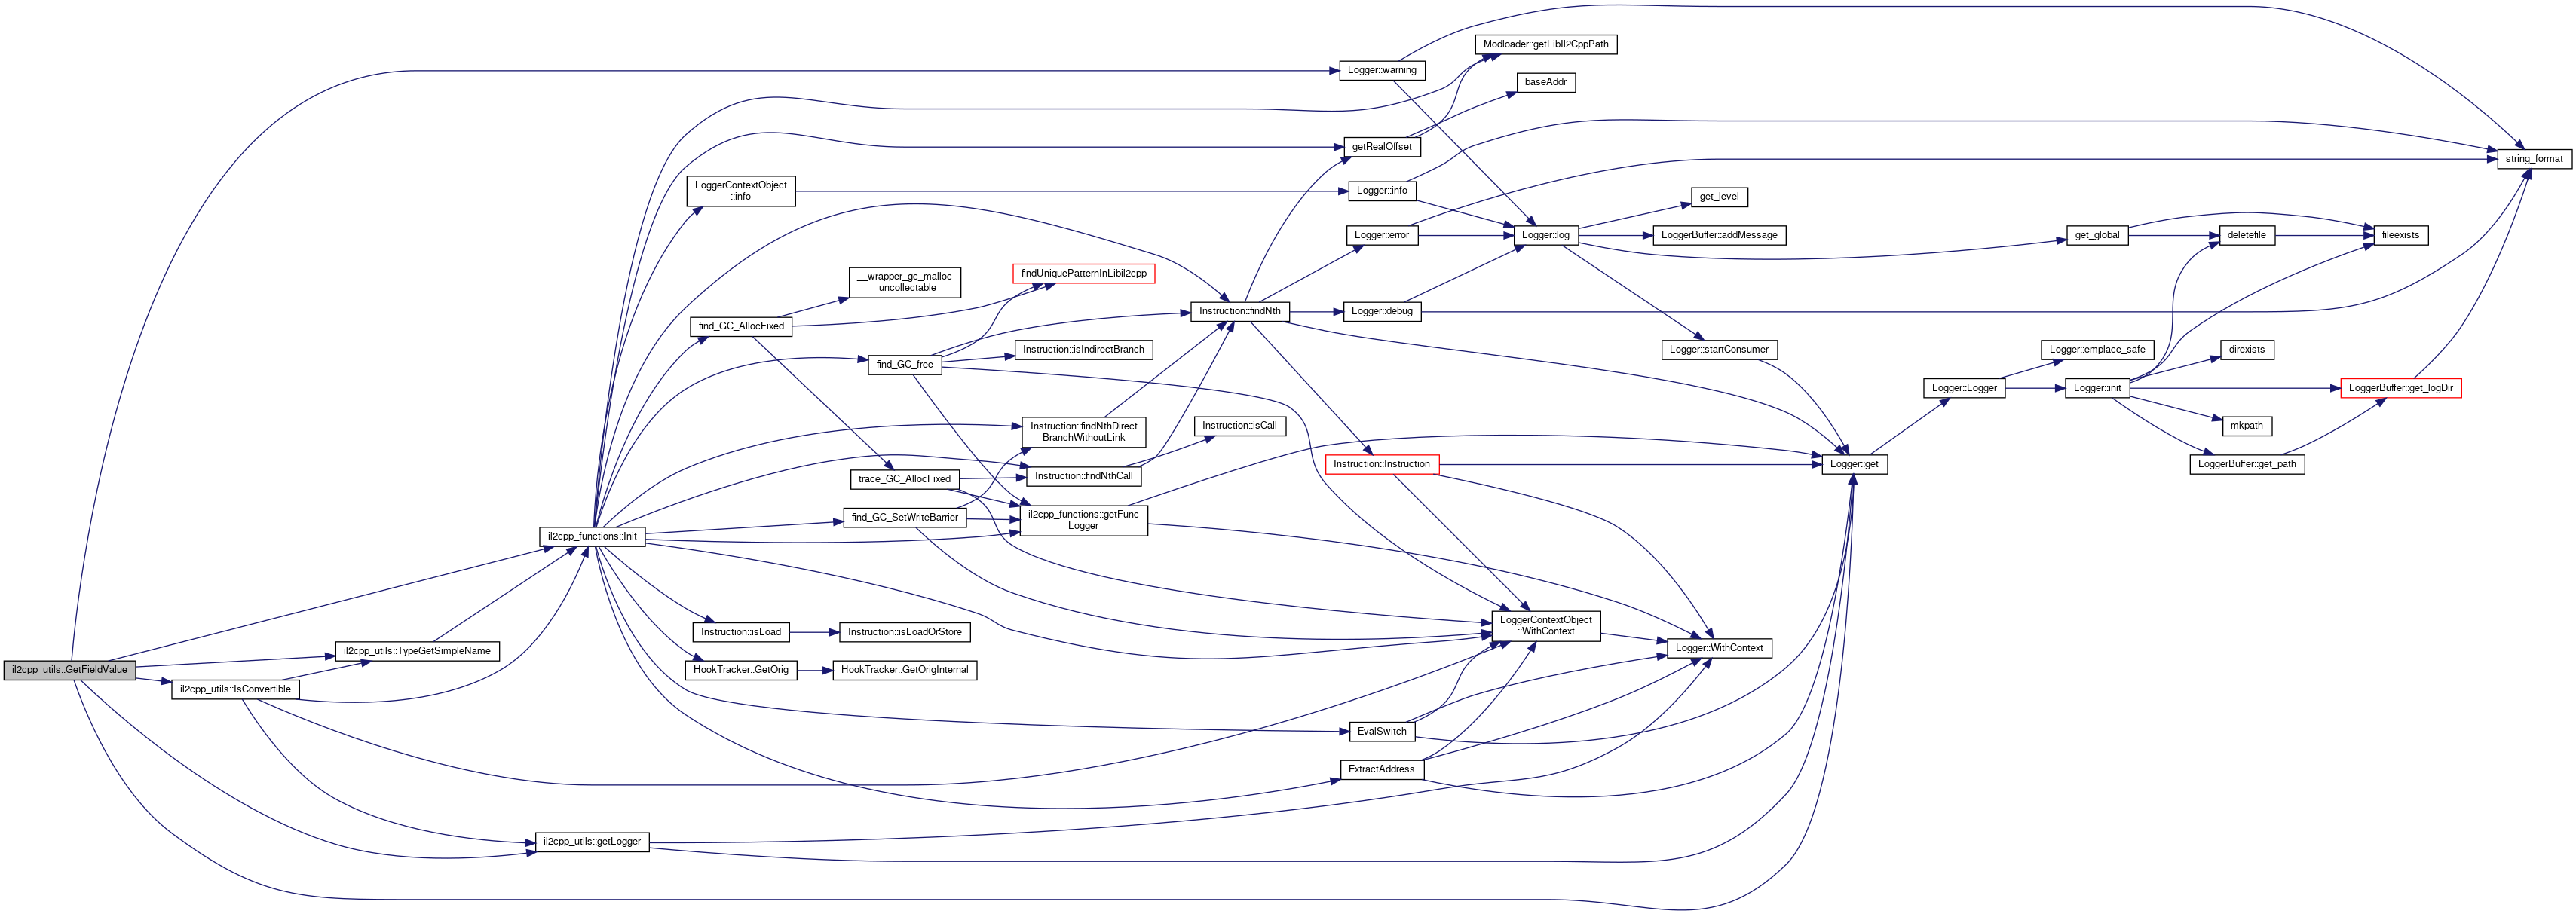 il2cpp_utils::GetFieldValue
il2cpp_utils::IsConvertible
il2cpp_utils::TypeGetSimpleName
il2cpp_functions::Init
il2cpp_utils::getLogger
LoggerContextObject
::info
find_GC_AllocFixed
Instruction::isLoad
HookTracker::GetOrig
__wrapper_gc_malloc
_uncollectable
find_GC_free
trace_GC_AllocFixed
find_GC_SetWriteBarrier
Instruction::isLoadOrStore
HookTracker::GetOrigInternal
findUniquePatternInLibil2cpp
Instruction::isIndirectBranch
Instruction::findNthDirect
BranchWithoutLink
Instruction::findNthCall
il2cpp_functions::getFunc
Logger
Instruction::findNth
Instruction::isCall
Logger::warning
getRealOffset
Logger::info
Logger::error
Logger::debug
Instruction::Instruction
EvalSwitch
ExtractAddress
Modloader::getLibIl2CppPath
baseAddr
Logger::log
LoggerContextObject
::WithContext
get_level
LoggerBuffer::addMessage
Logger::startConsumer
Logger::WithContext
Logger::get
Logger::Logger
get_global
Logger::emplace_safe
Logger::init
deletefile
direxists
mkpath
LoggerBuffer::get_path
fileexists
LoggerBuffer::get_logDir
string_format